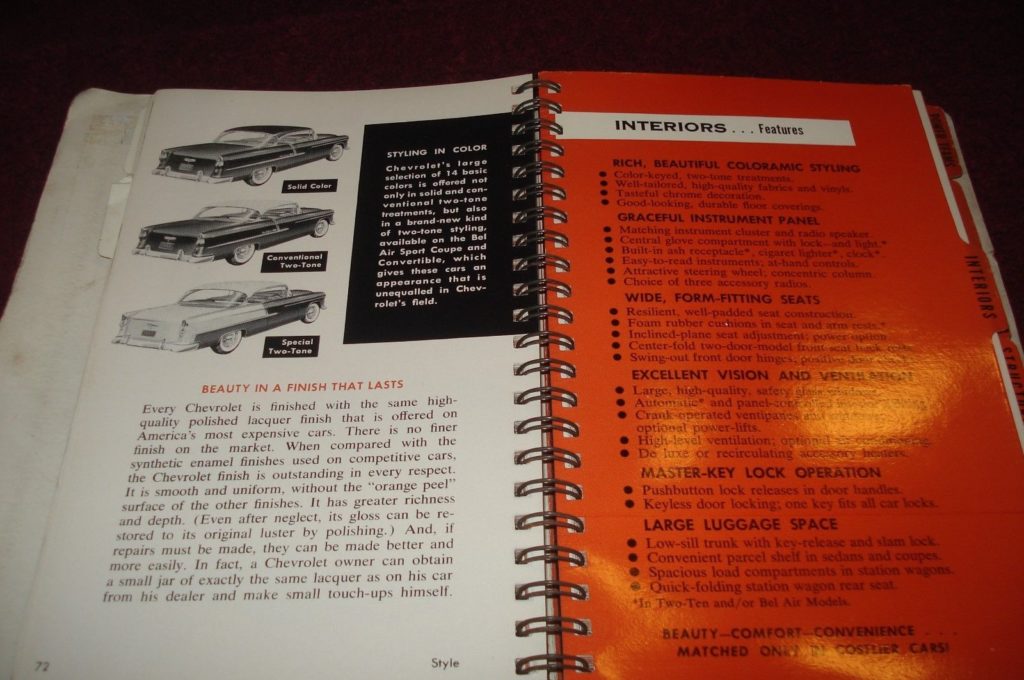 Solid Color
Conventional
Two-Tone
Special
Two-Tone
STYLING IN COLOR
Chevrolet's large
selection of 14 basic
colors is offered not
only in solid and con-
ventional two-tone
treatments, but also
in a brand-new kind
of two-tone styling,
available on the Bel
Air Sport Coupe and
Convertible, which
gives these cars an
appearance that is
unequalled in Chev-
rolet's field.
BEAUTY IN A FINISH THAT LASTS
Every Chevrolet is finished with the same high-
quality polished lacquer finish that is offered on
America's most expensive cars. There is no finer
finish on the market. When compared with the
synthetic enamel finishes used on competitive cars,
the Chevrolet finish is outstanding in every respect.
It is smooth and uniform, without the "orange peel"
surface of the other finishes. It has greater richness
and depth. (Even after neglect, its gloss can be re-
stored to its original luster by polishing.) And, if
repairs must be made, they can be made better and
more easily. In fact, a Chevrolet owner can obtain
a small jar of exactly the same lacquer as on his car
from his dealer and make small touch-ups himself.
72
Style
INTERIORS . . . Features
RICH, BEAUTIFUL COLORAMIC STYLING
● Color-keyed, two-tone treatments.
● Well-tailored, high-quality fabrics and vinyls.
● Tasteful chrome decoration.
● Good-looking, durable floor coverings.
GRACEFUL INSTRUMENT PANEL
● Matching instrument cluster and radio speaker.
● Central glove compartment with lock—and light.*
● Built-in ash receptacle*, cigaret lighter*, clock*.
● Easy-to-read instruments; at-hand controls.
● Attractive steering wheel; concentric column.
● Choice of three accessory radios.
WIDE, FORM-FITTING SEATS
● Resilient, well-padded seat construction.
● Foam rubber cushions in seat and arm rests.*
● Inclined-plane seat adjustment; power option.
● Center-fold two-door-model front seat back
● Swing-out front door hinges; positive door
EXCELLENT VISION AND VENTILATION
● Large, high-quality, safety glass
● Automatic* and panel-
● Crank-operated ventipanes
optional power-lifts.
● High-level ventilation; optional air conditioning.
● De luxe or recirculating accessory heaters.
MASTER-KEY LOCK OPERATION
● Pushbutton lock releases in door handles.
● Keyless door locking; one key fits all car locks.
LARGE LUGGAGE SPACE
● Low-sill trunk with key-release and slam lock.
● Convenient parcel shelf in sedans and coupes.
● Spacious load compartments in station wagons.
● Quick-folding station wagon rear seat.
*In Two-Ten and/or Bel Air Models.
BEAUTY—COMFORT—CONVENIENCE . . .
MATCHED ONLY IN COSTLIER CARS!
INTERIORS